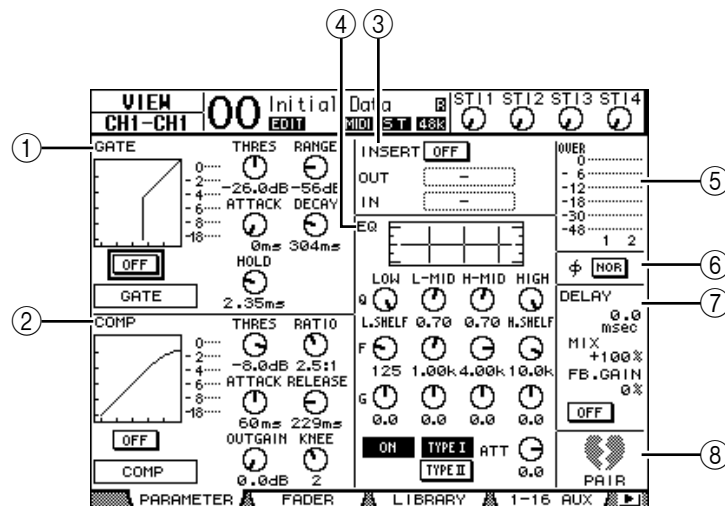 ④ ③
VIEW
CH1-CH1
00 Initial Data R
EDIT MIDI S.T 48k
STI1 STI2 STI3 STI4
①
GATE
0
-2
-4
-6
-8
-18
THRES RANGE
-26.0dB -56dB
ATTACK DECAY
0ms 304ms
HOLD
2.35ms
OFF
GATE
②
COMP
0
-2
-4
-6
-8
-18
THRES RATIO
-8.0dB 2.5:1
ATTACK RELEASE
60ms 229ms
OUTGAIN KNEE
0.0dB 2
OFF
COMP
INSERT OFF
OUT -
IN -
EQ
LOW L-MID H-MID HIGH
Q
L.SHELF 0.70 0.70 H.SHELF
F
125 1.00k 4.00k 10.0k
G
0.0 0.0 0.0 0.0
ON TYPE I ATT
TYPE II 0.0
OVER
0
-6
-12
-18
-30
-48
1 2
⑤
⑥
ϕ NOR
⑦
DELAY
0.0
msec
MIX
+100%
FB.GAIN
0%
OFF
⑧
PAIR
PARAMETER FADER LIBRARY 1-16 AUX